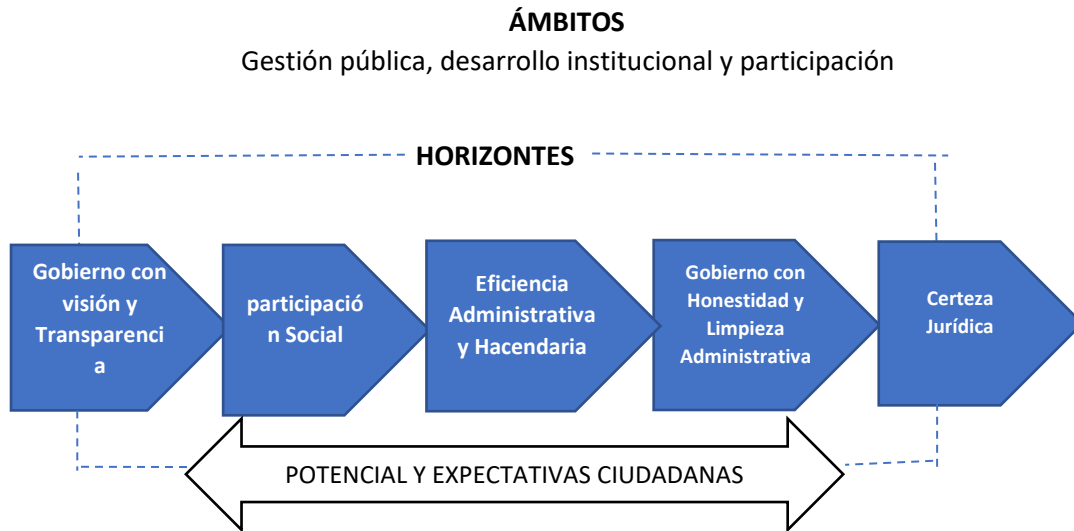 ÁMBITOS
Gestión pública, desarrollo institucional y participación
HORIZONTES
Gobierno con
visión y
Transparenci
a
participació
n Social
Eficiencia
Administrativa
y Hacendaria
Gobierno con
Honestidad y
Limpieza
Administrativa
Certeza
Jurídica
POTENCIAL Y EXPECTATIVAS CIUDADANAS